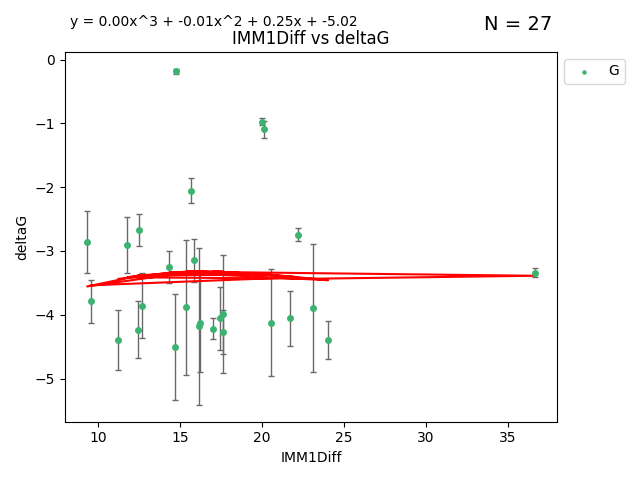 y = 0.00x^3 + -0.01x^2 + 0.25x + -5.02
N = 27
IMM1Diff vs deltaG
G
deltaG
0
−1
−2
−3
−4
−5
10 15 20 25 30 35
IMM1Diff